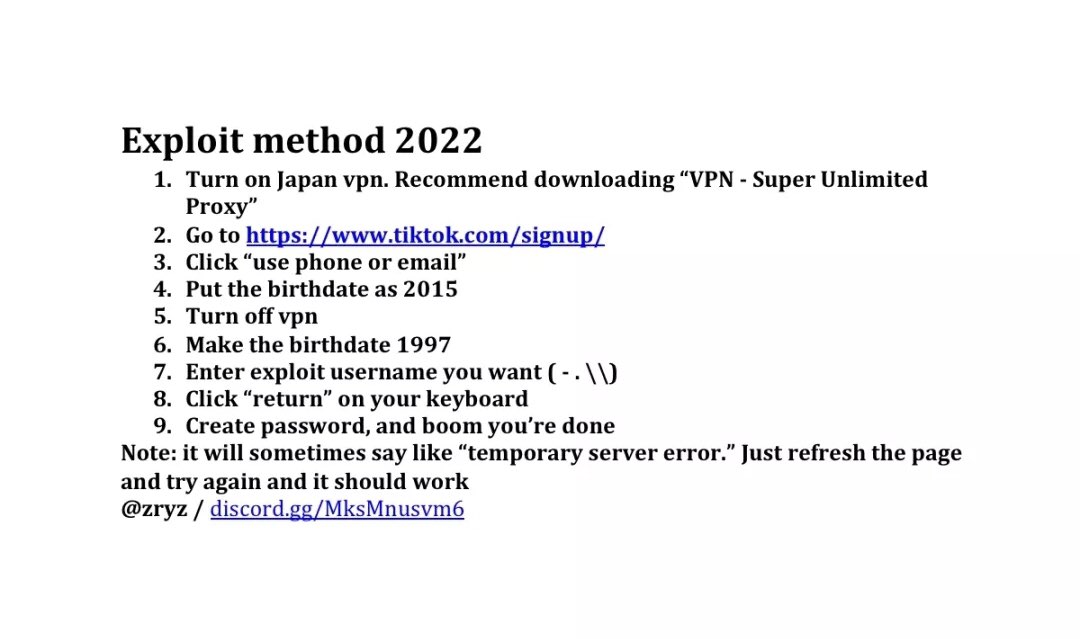 Exploit method 2022
1. Turn on Japan vpn. Recommend downloading “VPN - Super Unlimited
Proxy”
2. Go to https://www.tiktok.com/signup/
3. Click “use phone or email”
4. Put the birthdate as 2015
5. Turn off vpn
6. Make the birthdate 1997
7. Enter exploit username you want ( - . \\)
8. Click “return” on your keyboard
9. Create password, and boom you’re done
Note: it will sometimes say like “temporary server error.” Just refresh the page
and try again and it should work
@zryz / discord.gg/MksMnusvm6